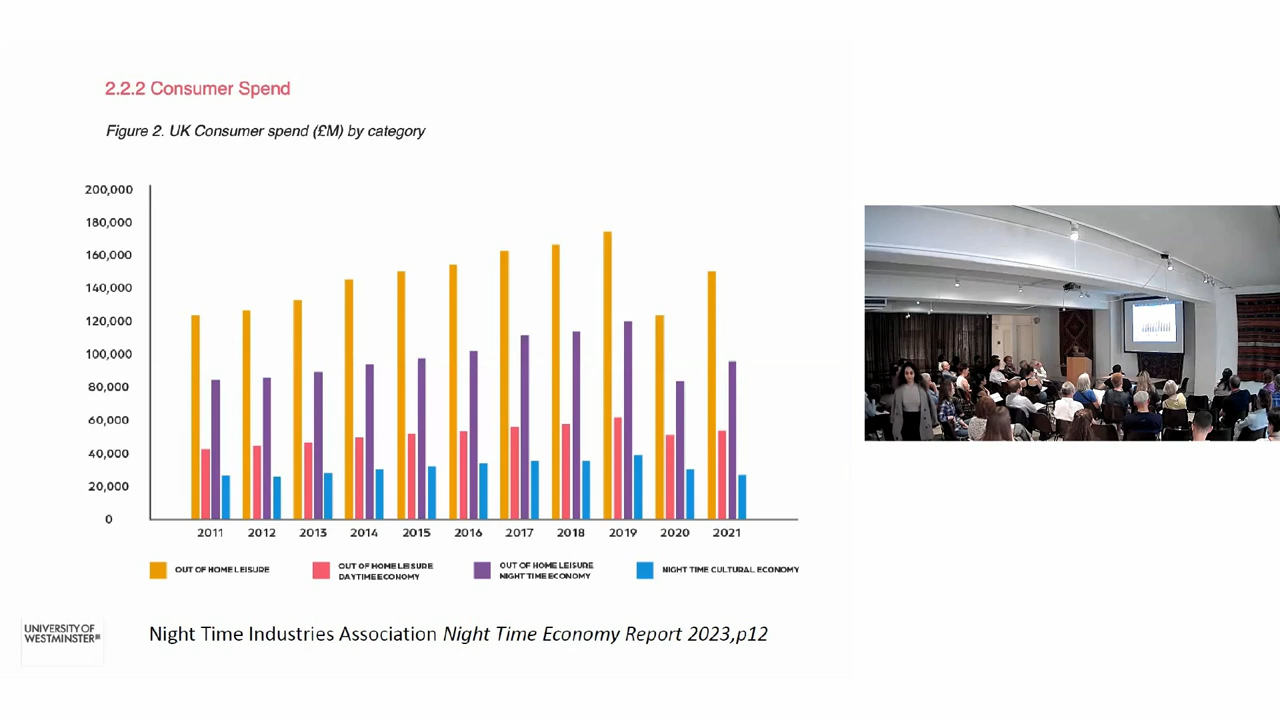 2.2.2 Consumer Spend
Figure 2. UK Consumer spend (£M) by category
200,000
180,000
160,000
140,000
120,000
100,000
80,000
60,000
40,000
20,000
0
2011 2012 2013 2014 2015 2016 2017 2018 2019 2020 2021
OUT OF HOME LEISURE
OUT OF HOME LEISURE
DAYTIME ECONOMY
OUT OF HOME LEISURE
NIGHT TIME ECONOMY
NIGHT TIME CULTURAL ECONOMY
UNIVERSITY OF
WESTMINSTER
Night Time Industries Association Night Time Economy Report 2023,p12